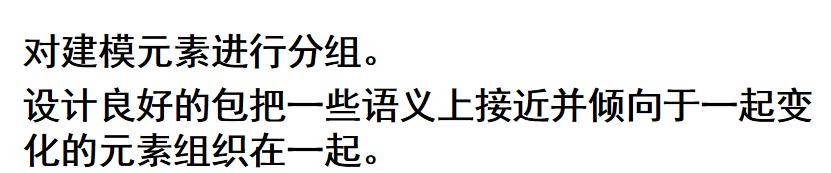 对建模元素进行分组。
设计良好的包把一些语义上接近并倾向于一起变
化的元素组织在一起。